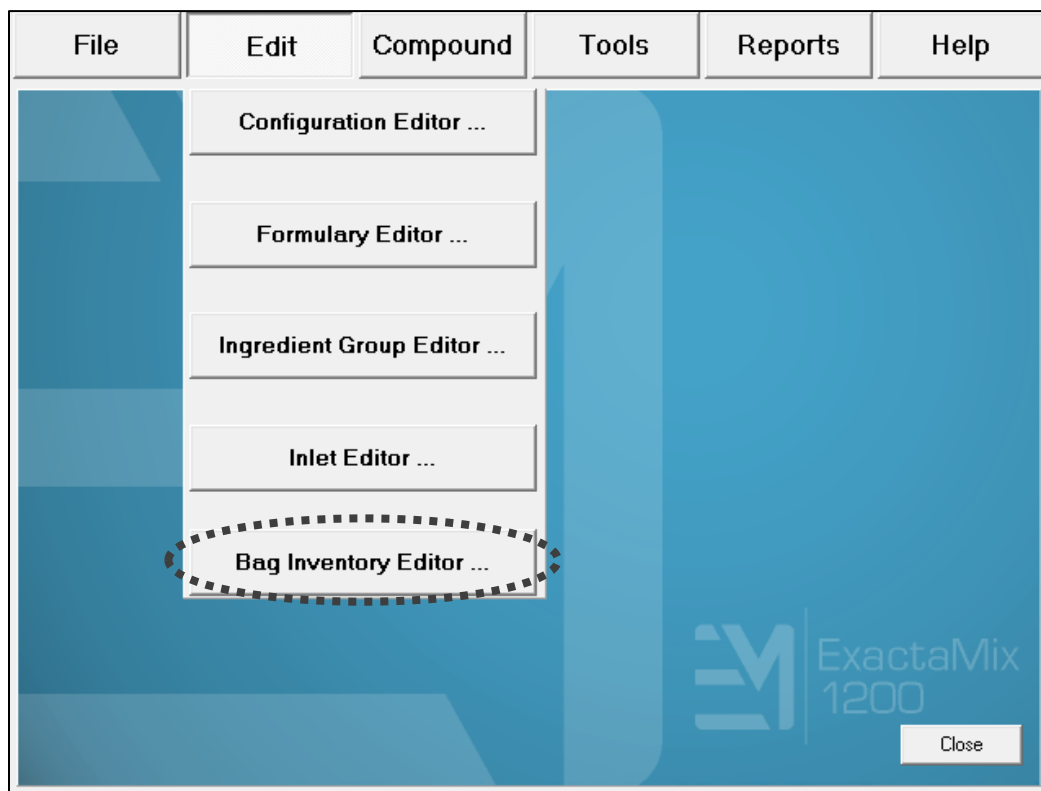 File Edit Compound Tools Reports Help
Configuration Editor ...
Formulary Editor ...
Ingredient Group Editor ...
Inlet Editor ...
Bag Inventory Editor ...
EM ExactaMix
1200
Close